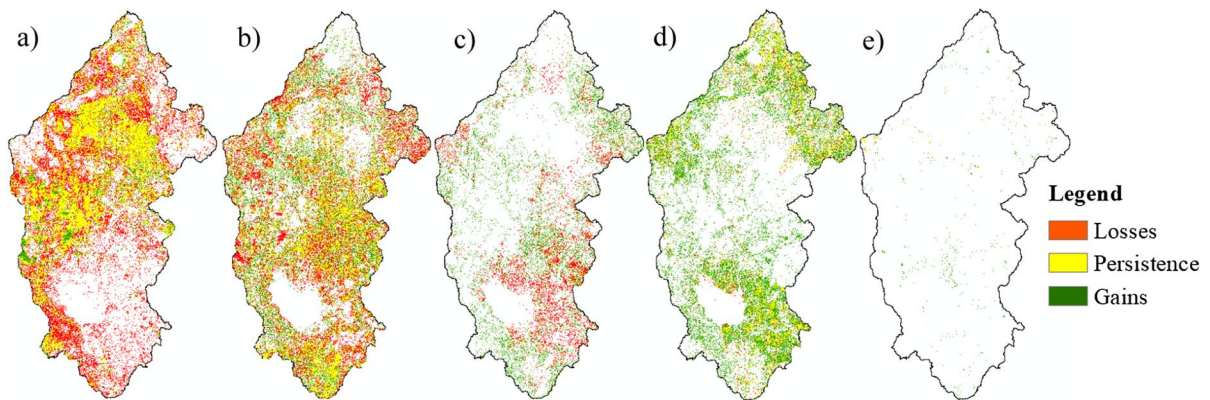 a)
b)
c)
d)
e)
Legend
Losses
Persistence
Gains